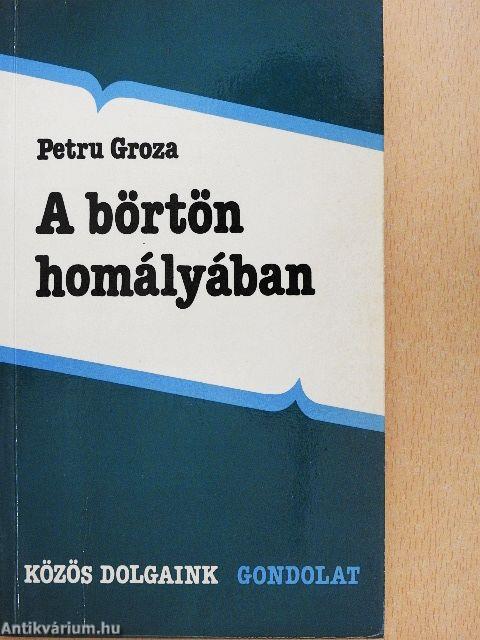 Petru Groza
A börtön
homályában
KÖZÖS DOLGAINK GONDOLAT
Antikvárium.hu